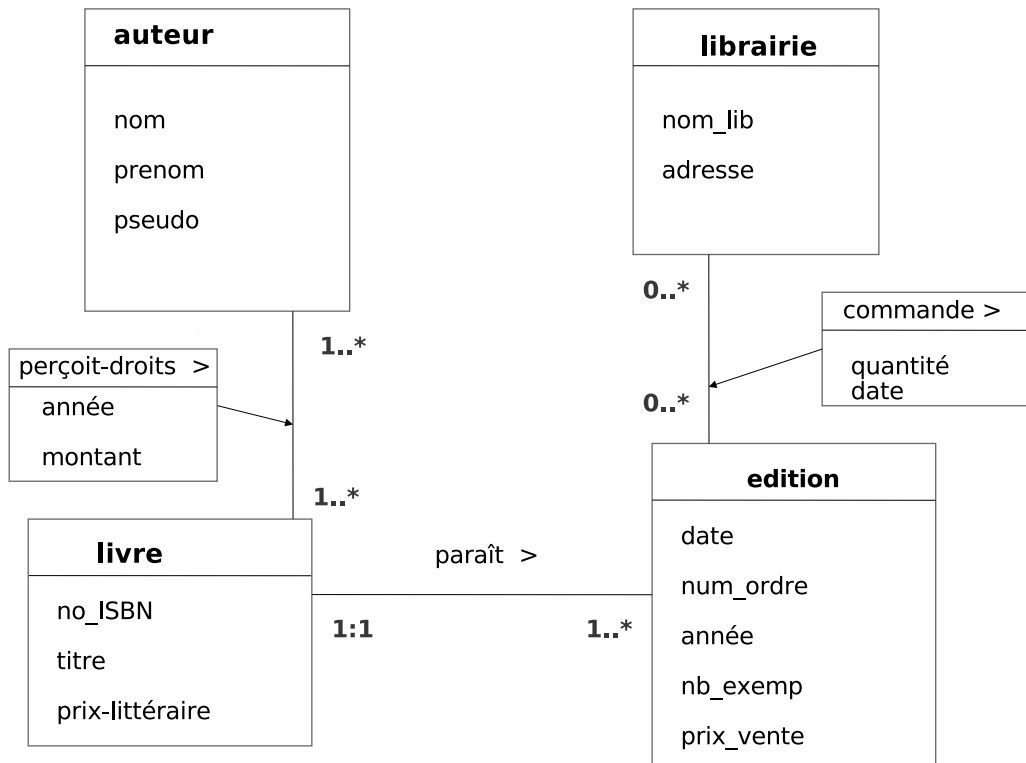 auteur
nom
prenom
pseudo
librairie
nom_lib
adresse
1..*
0..*
perçoit-droits >
année
montant
commande >
quantité
date
0..*
1..*
livre
no_ISBN
titre
prix-littéraire
paraît >
1:1
1..*
edition
date
num_ordre
année
nb_exemp
prix_vente